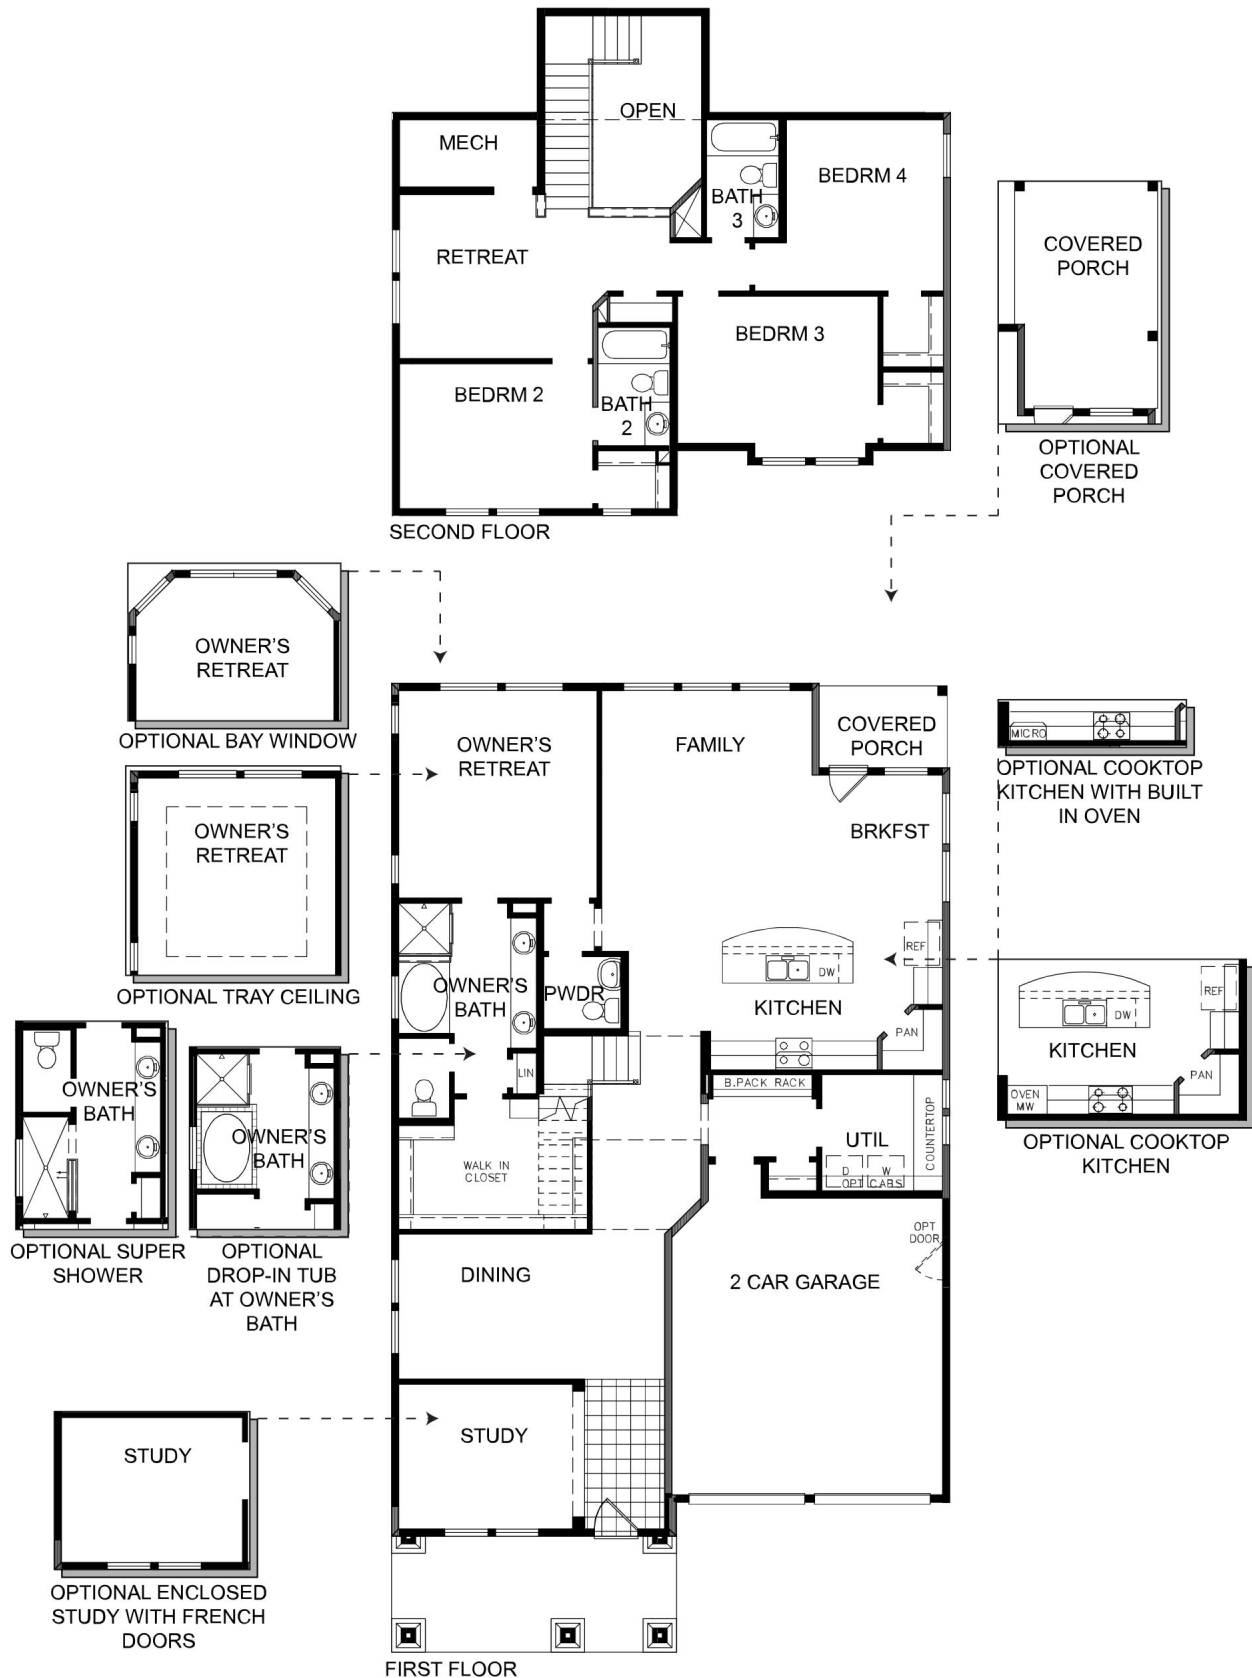 OPEN
MECH
BEDRM 4
BATH
3
RETREAT
BEDRM 3
BEDRM 2
BATH
2
SECOND FLOOR
COVERED
PORCH
OPTIONAL
COVERED
PORCH
OWNER'S
RETREAT
OPTIONAL BAY WINDOW
OWNER'S
RETREAT
OPTIONAL TRAY CEILING
OWNER'S
BATH
OPTIONAL SUPER
SHOWER
OWNER'S
BATH
OPTIONAL
DROP-IN TUB
AT OWNER'S
BATH
STUDY
OPTIONAL ENCLOSED
STUDY WITH FRENCH
DOORS
OWNER'S
RETREAT
FAMILY
COVERED
PORCH
BRKFST
OWNER'S
BATH
PWDR
REF
DW
KITCHEN
PAN
LIN
B.PACK RACK
UTIL
COUNTERTOP
D
W
OPT
CABS
WALK IN
CLOSET
OPT
DOOR
DINING
2 CAR GARAGE
STUDY
FIRST FLOOR
MICRO
OPTIONAL COOKTOP
KITCHEN WITH BUILT
IN OVEN
REF
DW
KITCHEN
PAN
OVEN
MW
OPTIONAL COOKTOP
KITCHEN